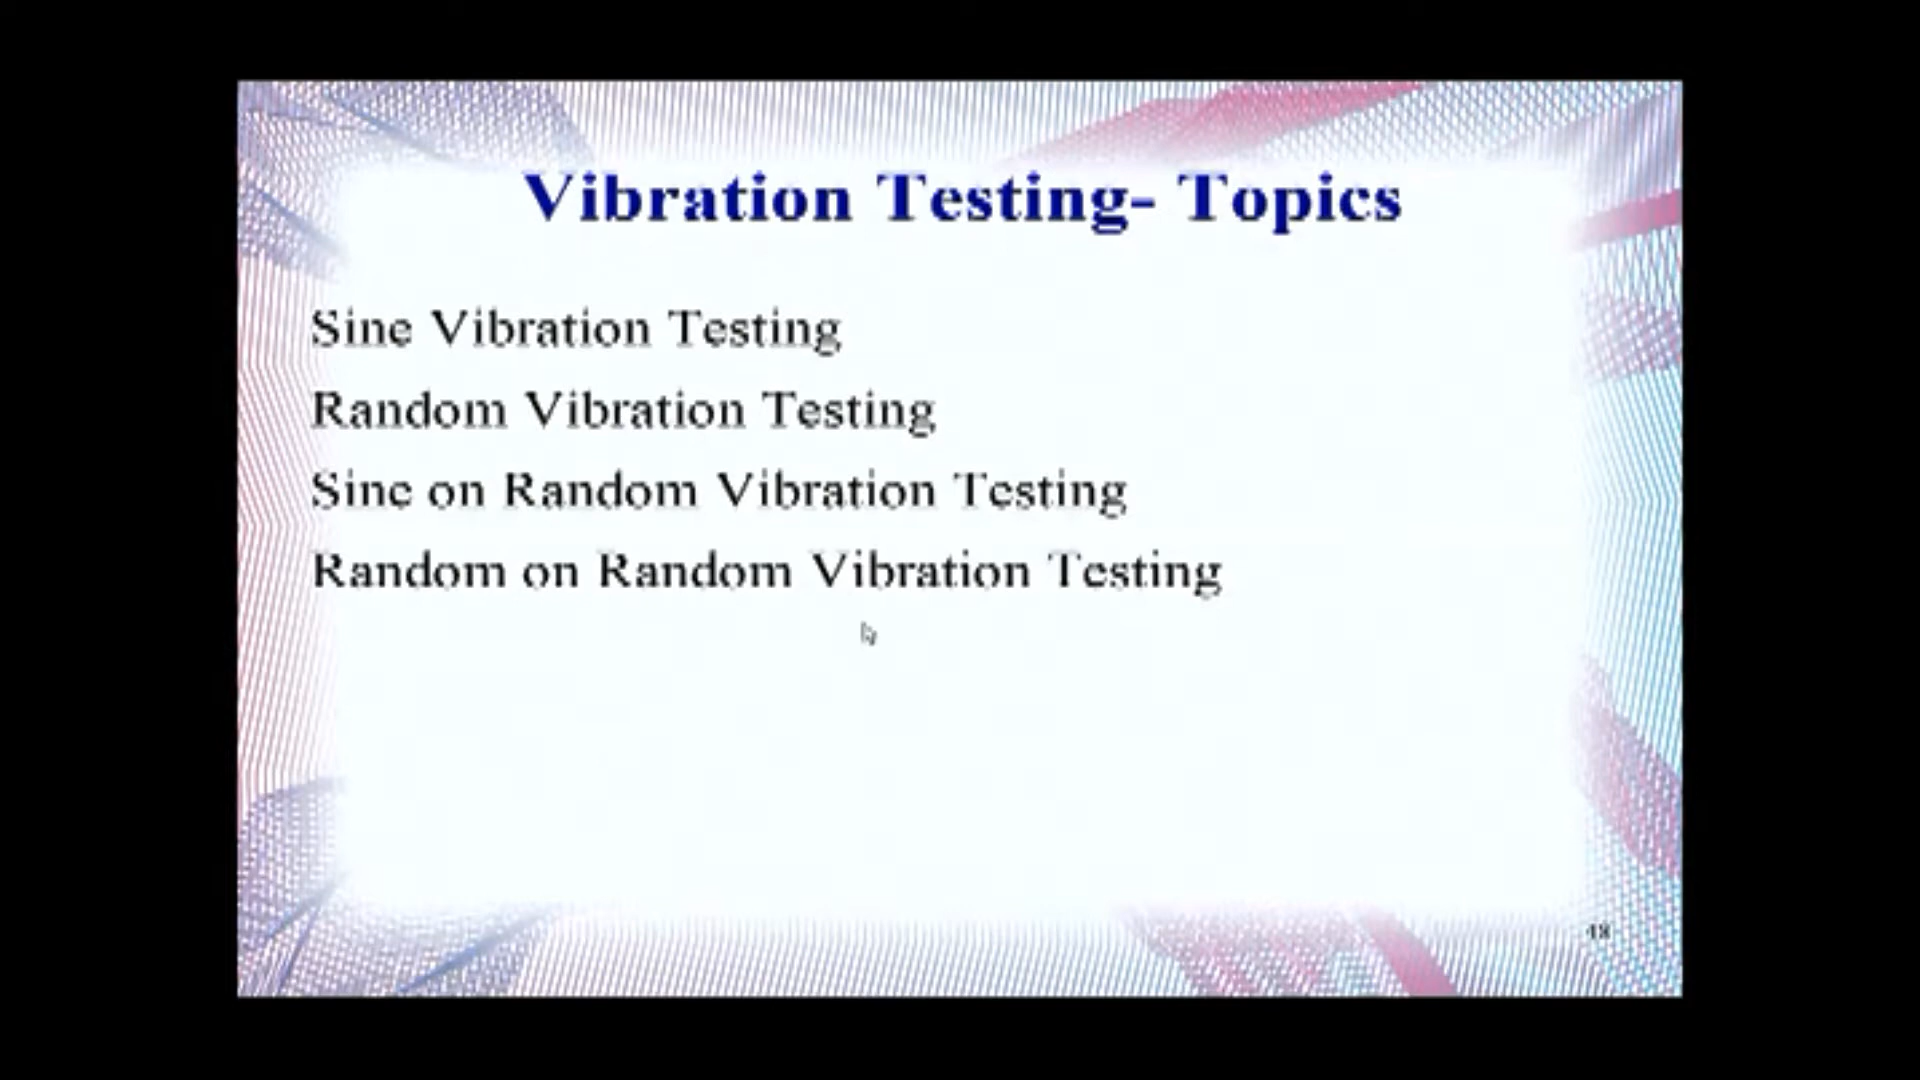 Vibration Testing- Topics
Sine Vibration Testing
Random Vibration Testing
Sine on Random Vibration Testing
Random on Random Vibration Testing